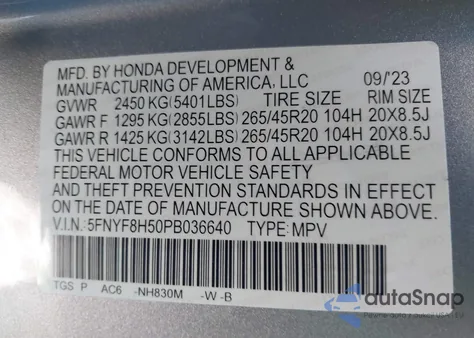 MFD. BY HONDA DEVELOPMENT &
MANUFACTURING OF AMERICA, LLC 09/'23
GVWR 2450 KG(5401LBS) TIRE SIZE RIM SIZE
GAWR F 1295 KG(2855LBS) 265/45R20 104H 20X8.5J
GAWR R 1425 KG(3142LBS) 265/45R20 104H 20X8.5J
THIS VEHICLE CONFORMS TO ALL APPLICABLE
FEDERAL MOTOR VEHICLE SAFETY
AND THEFT PREVENTION STANDARDS IN EFFECT
ON THE DATE OF MANUFACTURE SHOWN ABOVE.
V.I.N.: 5FNYF8H50PB036640 TYPE: MPV
TGS P AC6 -NH830M -W -B
autaSnap